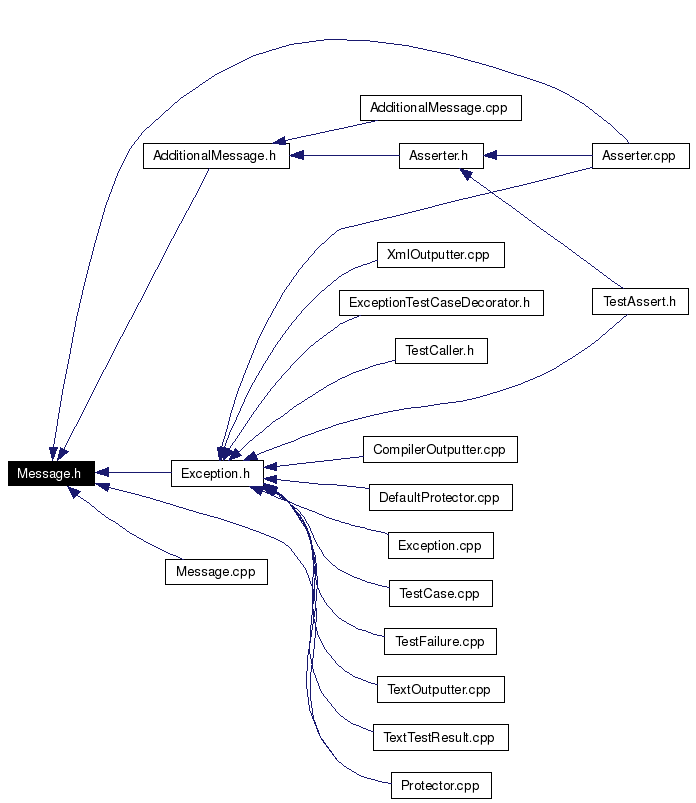 AdditionalMessage.cpp
AdditionalMessage.h
Asserter.h
Asserter.cpp
XmlOutputter.cpp
ExceptionTestCaseDecorator.h
TestAssert.h
TestCaller.h
CompilerOutputter.cpp
Message.h
Exception.h
DefaultProtector.cpp
Exception.cpp
Message.cpp
TestCase.cpp
TestFailure.cpp
TextOutputter.cpp
TextTestResult.cpp
Protector.cpp